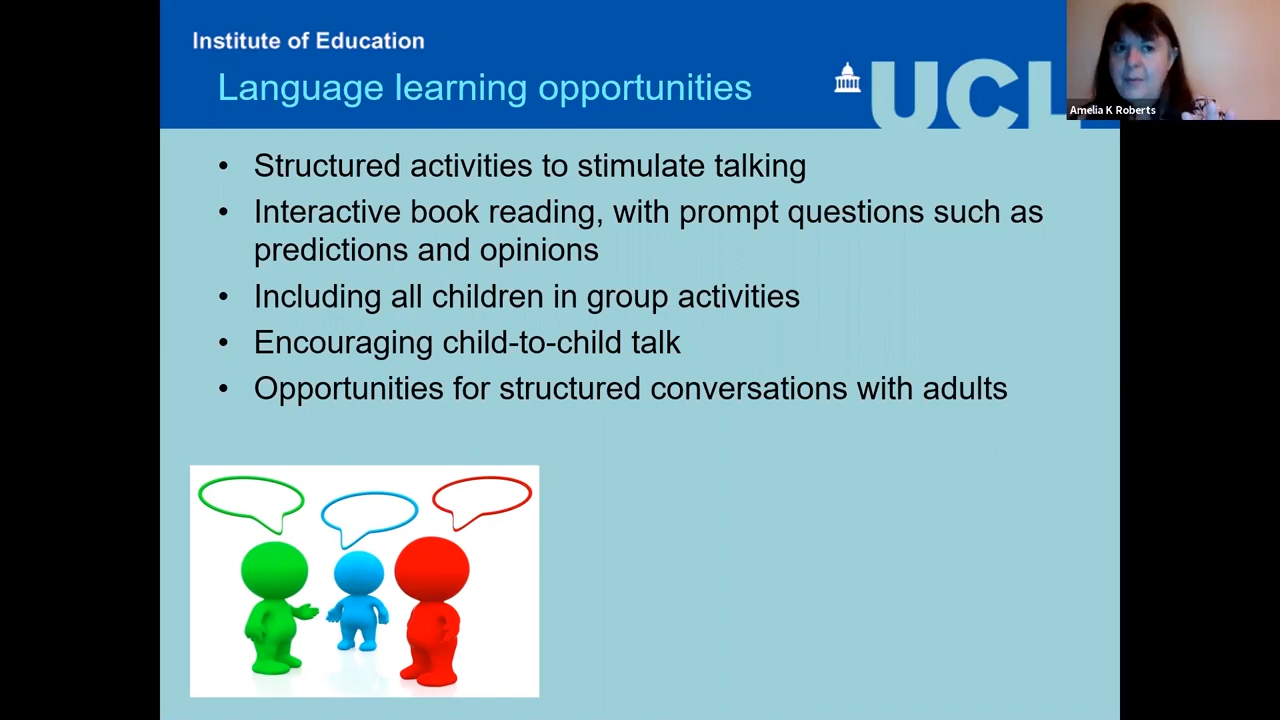 Institute of Education
Language learning opportunities
UCL
Amelia K Roberts
• Structured activities to stimulate talking
• Interactive book reading, with prompt questions such as
predictions and opinions
• Including all children in group activities
• Encouraging child-to-child talk
• Opportunities for structured conversations with adults